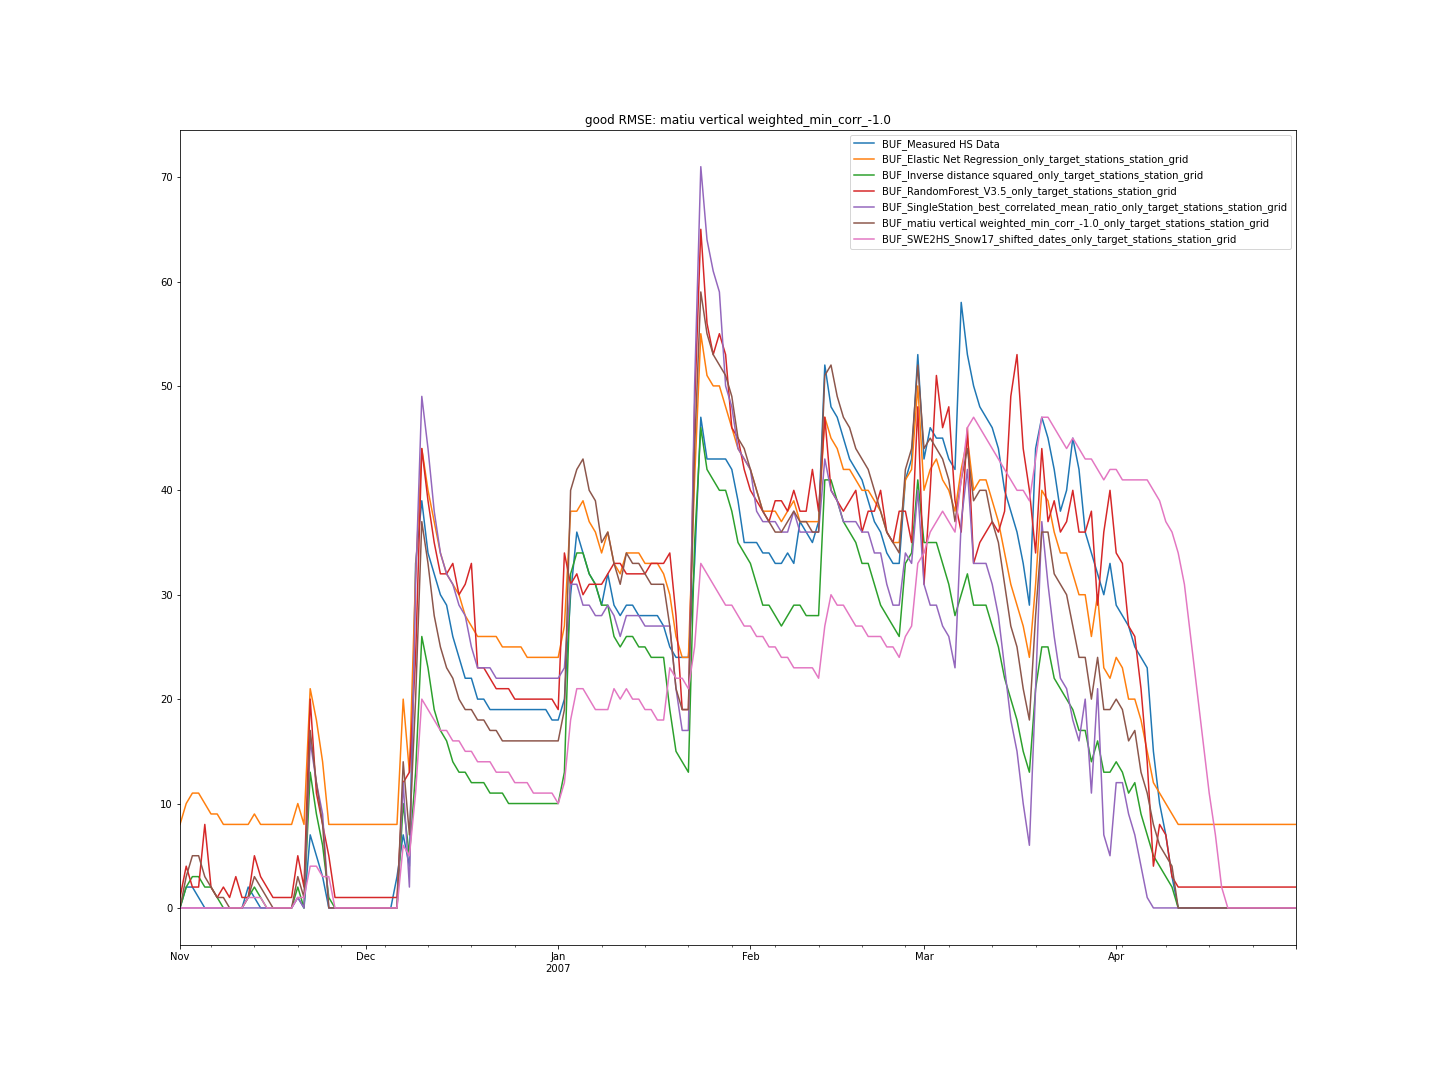 good RMSE: matiu vertical weighted_min_corr_-1.0
BUF_Measured HS Data
BUF_Elastic Net Regression_only_target_stations_station_grid
BUF_Inverse distance squared_only_target_stations_station_grid
BUF_RandomForest_V3.5_only_target_stations_station_grid
BUF_SingleStation_best_correlated_mean_ratio_only_target_stations_station_grid
BUF_matiu vertical weighted_min_corr_-1.0_only_target_stations_station_grid
BUF_SWE2HS_Snow17_shifted_dates_only_target_stations_station_grid
70
60
50
40
30
20
10
0
Nov Dec Jan Feb Mar Apr
2007